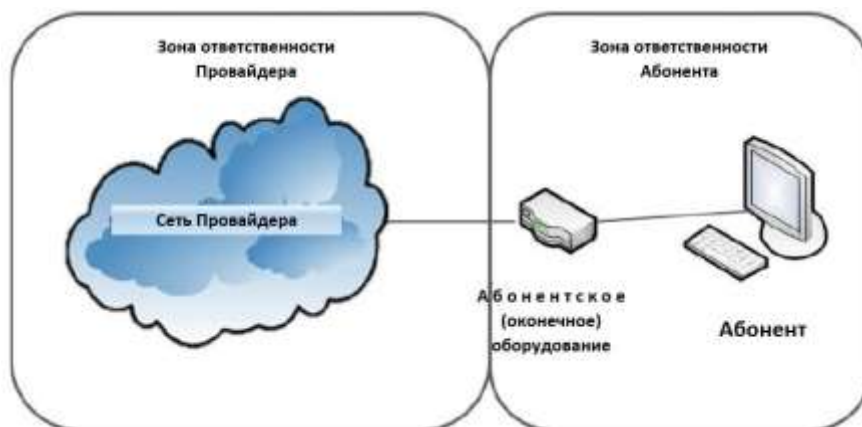 Зона ответственности
Провайдера
Зона ответственности
Абонента
Сеть Провайдера
Абонентское
(оконечное)
оборудование
Абонент